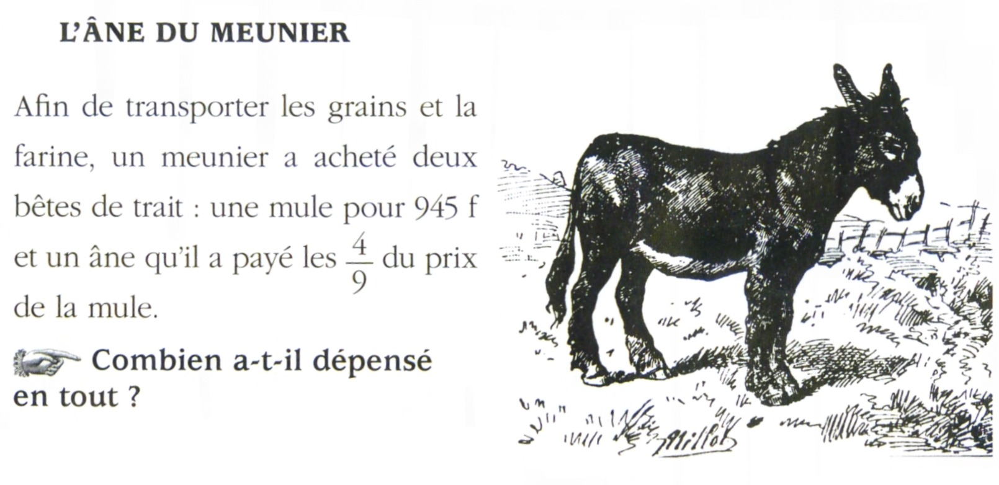 L'ÂNE DU MEUNIER
Afin de transporter les grains et la
farine, un meunier a acheté deux
bêtes de trait : une mule pour 945 f
et un âne qu'il a payé les 4/9 du prix
de la mule.
Combien a-t-il dépensé
en tout ?
Millot